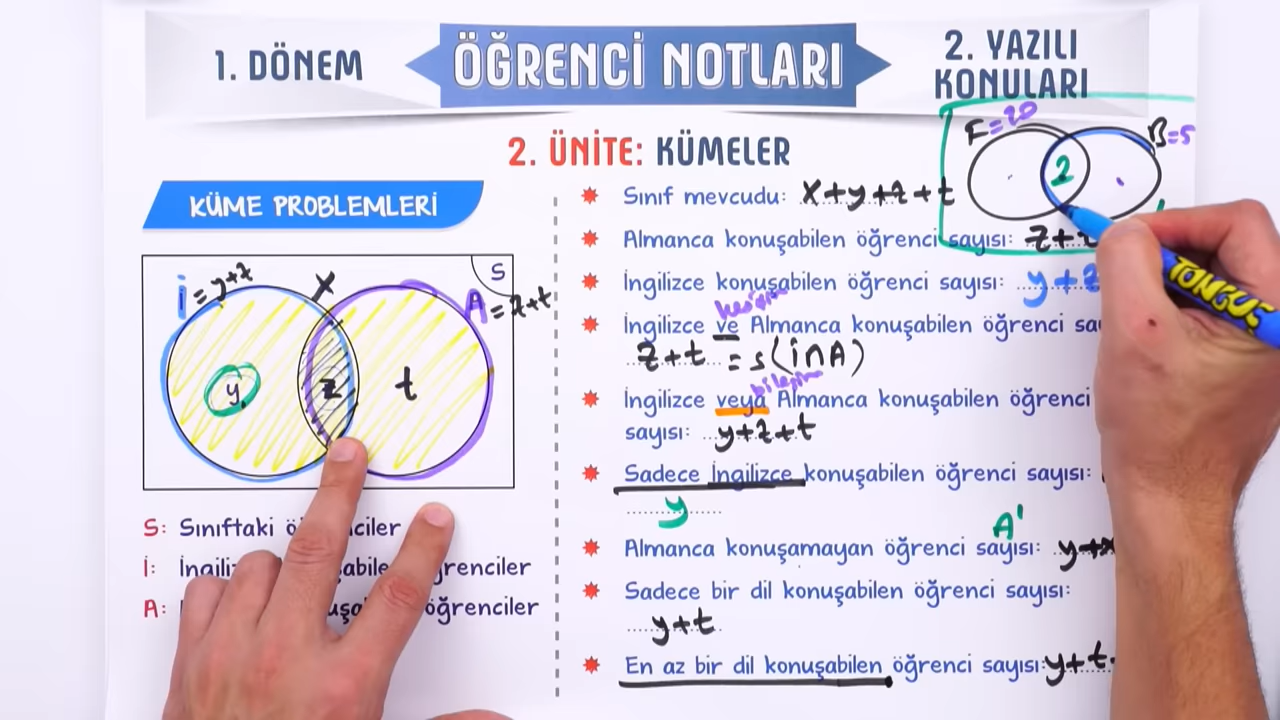 1. DÖNEM
ÖĞRENCİ NOTLARI
2. YAZILI
KONULARI
2. ÜNİTE: KÜMELER
F=20
B=5
2
KÜME PROBLEMLERİ
S
İ = y+z
x
A = z+t
y
z
t
S: Sınıftaki
İ:
A: öğrenciler
Sınıf mevcudu: x+y+z+t
Almanca konuşabilen öğrenci sayısı: z+t
İngilizce konuşabilen öğrenci sayısı: y+z
kesişim
İngilizce ve Almanca konuşabilen öğrenci
z+t = s(İ∩A)
bileşim
İngilizce veya Almanca konuşabilen öğrenci
sayısı: y+z+t
Sadece İngilizce konuşabilen öğrenci sayısı:
y
A'
Almanca konuşamayan öğrenci sayısı: y+x
Sadece bir dil konuşabilen öğrenci sayısı:
y+t
En az bir dil konuşabilen öğrenci sayısı: y+t
TONGUÇ